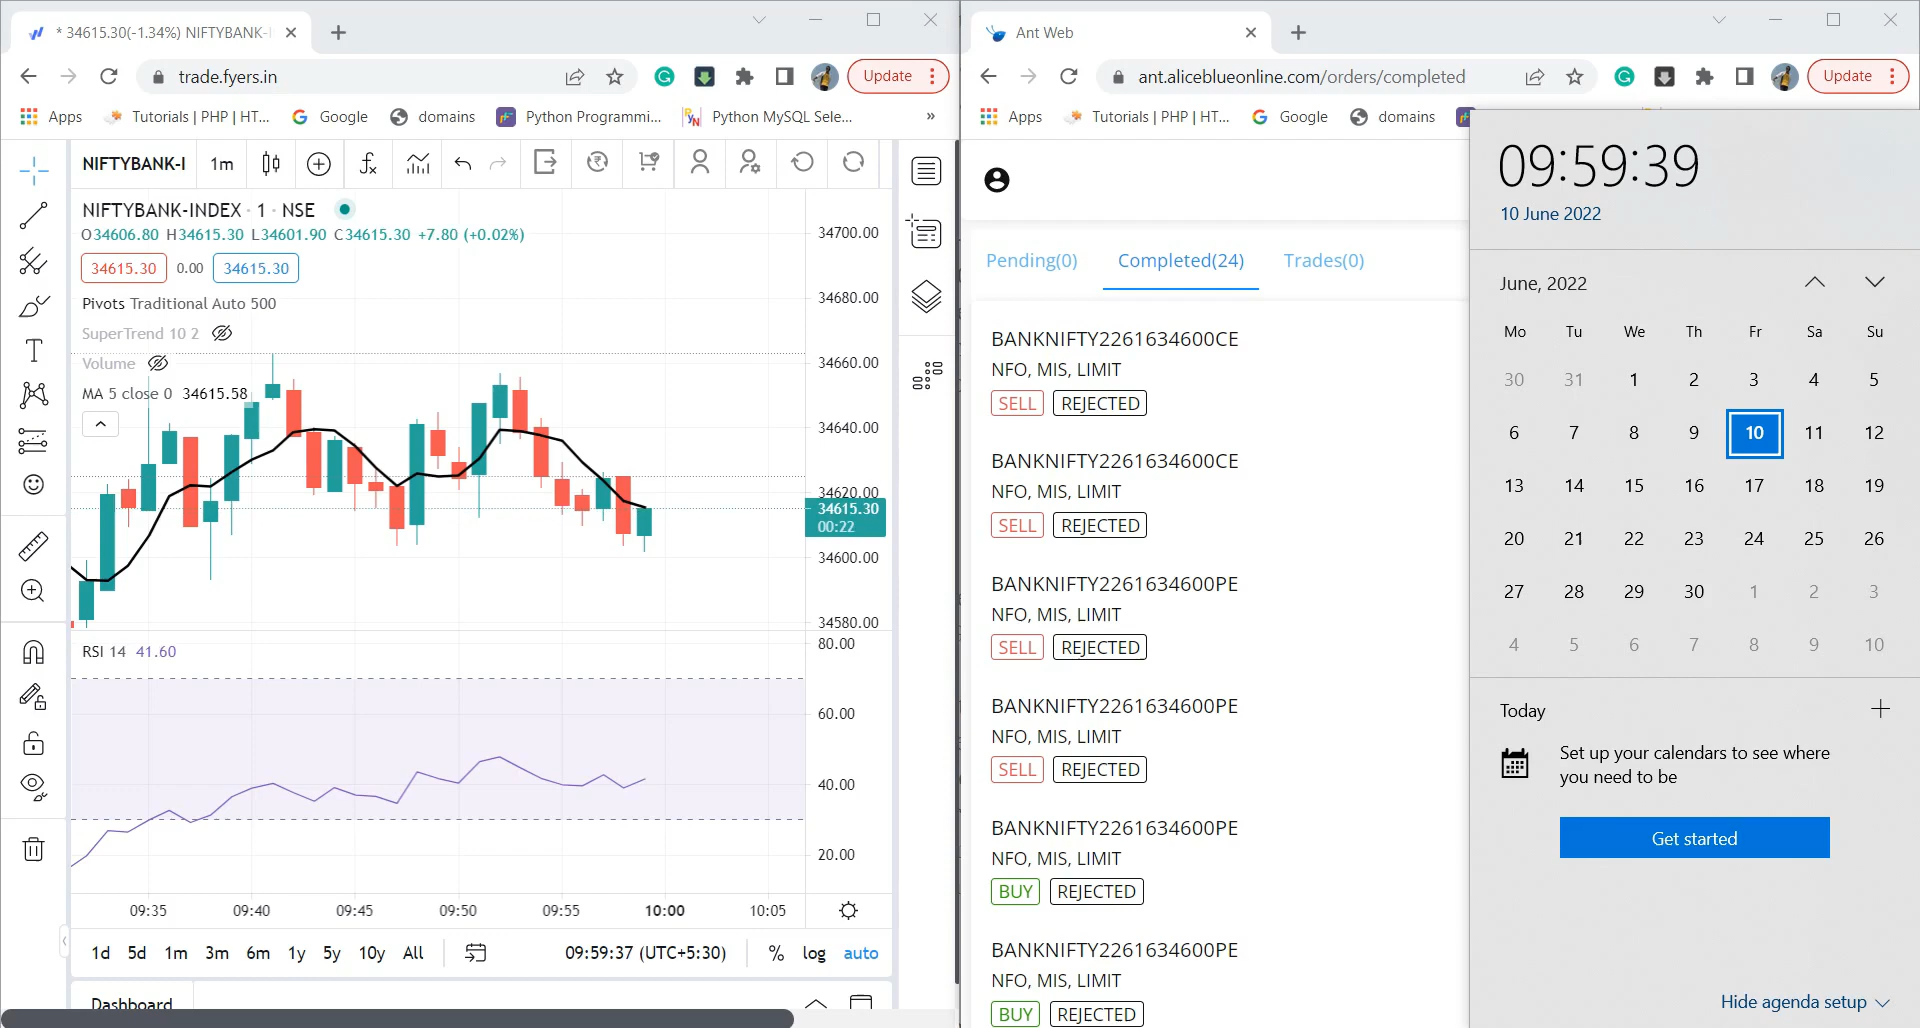 * 34615.30(-1.34%) NIFTYBANK-I
trade.fyers.in
Update
Apps
Tutorials | PHP | HT...
Google
domains
Python Programmi...
Python MySQL Sele...
»
NIFTYBANK-I
1m
NIFTYBANK-INDEX · 1 · NSE
O34606.80 H34615.30 L34601.90 C34615.30 +7.80 (+0.02%)
34615.30
0.00
34615.30
Pivots Traditional Auto 500
SuperTrend 10 2
Volume
MA 5 close 0 34615.58
34700.00
34680.00
34660.00
34640.00
34620.00
34615.30
00:22
34600.00
34580.00
RSI 14 41.60
80.00
60.00
40.00
20.00
09:35 09:40 09:45 09:50 09:55 10:00 10:05
1d 5d 1m 3m 6m 1y 5y 10y All
09:59:37 (UTC+5:30)
% log auto
Dashboard
Ant Web
ant.aliceblueonline.com/orders/completed
Update
Apps
Tutorials | PHP | HT...
Google
domains
Pending(0) Completed(24) Trades(0)
BANKNIFTY2261634600CE
NFO, MIS, LIMIT
SELL REJECTED
BANKNIFTY2261634600CE
NFO, MIS, LIMIT
SELL REJECTED
BANKNIFTY2261634600PE
NFO, MIS, LIMIT
SELL REJECTED
BANKNIFTY2261634600PE
NFO, MIS, LIMIT
SELL REJECTED
BANKNIFTY2261634600PE
NFO, MIS, LIMIT
BUY REJECTED
BANKNIFTY2261634600PE
NFO, MIS, LIMIT
BUY REJECTED
09:59:39
10 June 2022
June, 2022
Mo Tu We Th Fr Sa Su
30 31 1 2 3 4 5
6 7 8 9 10 11 12
13 14 15 16 17 18 19
20 21 22 23 24 25 26
27 28 29 30 1 2 3
4 5 6 7 8 9 10
Today
Set up your calendars to see where
you need to be
Get started
Hide agenda setup